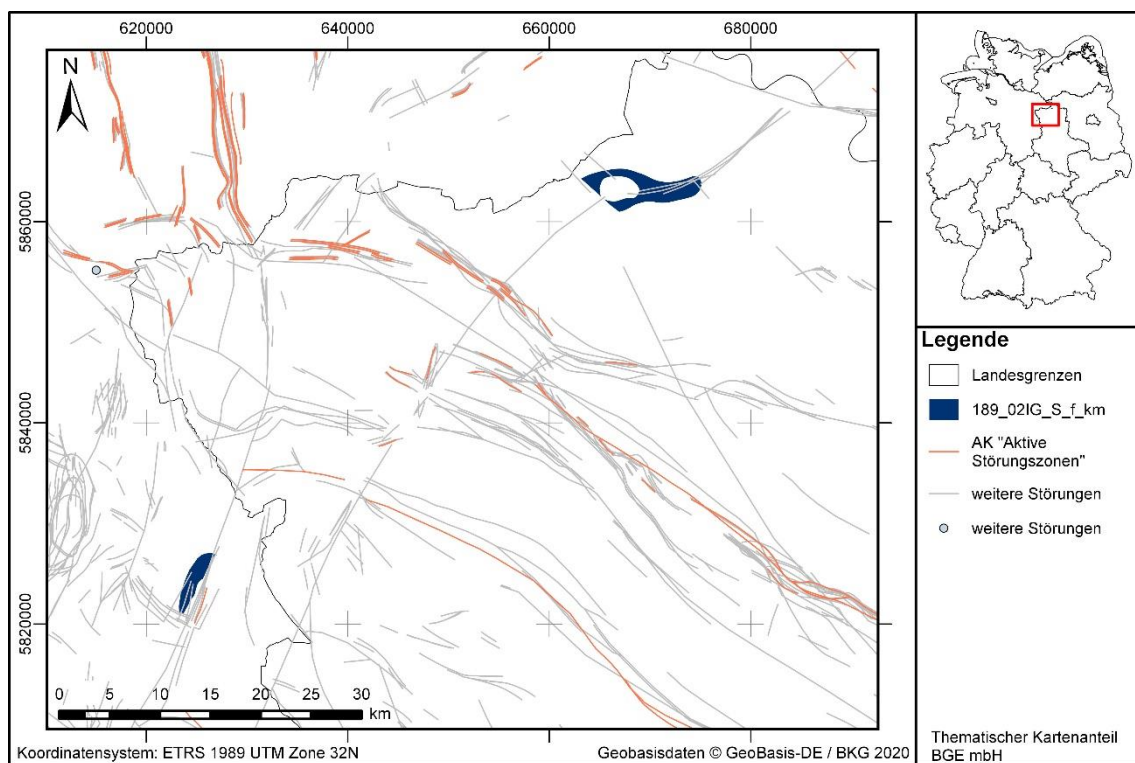 620000 640000 660000 680000
N
5860000
5840000
5820000
0 5 10 15 20 25 30
km
Koordinatensystem: ETRS 1989 UTM Zone 32N
Geobasisdaten © GeoBasis-DE / BKG 2020
Legende
Landesgrenzen
189_02IG_S_f_km
AK "Aktive
Störungszonen"
weitere Störungen
weitere Störungen
Thematischer Kartenanteil
BGE mbH